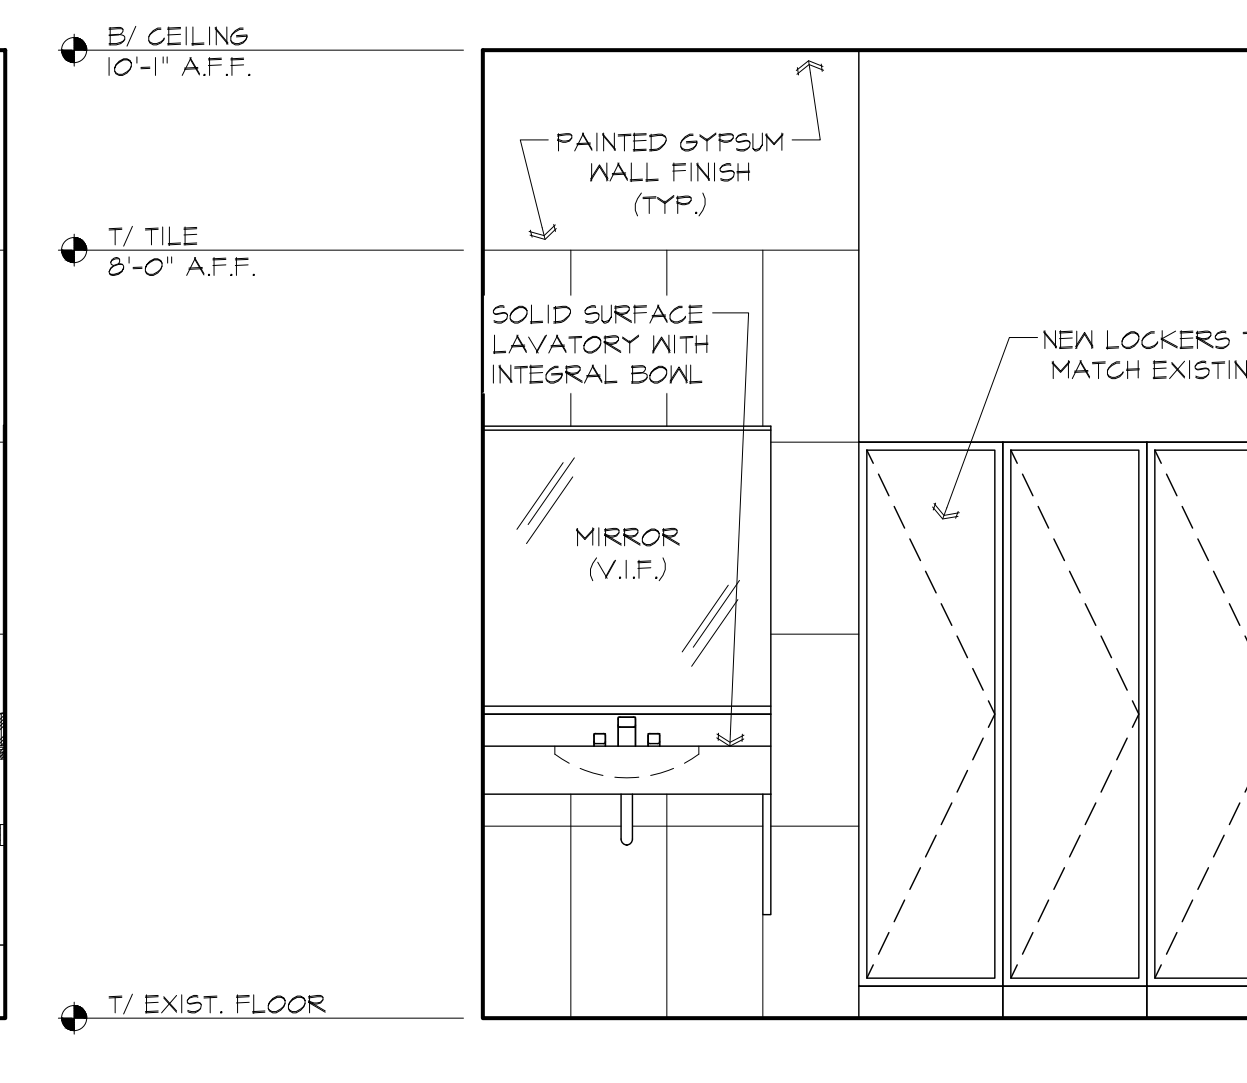 B/ CEILING
10'-1" A.F.F.
PAINTED GYPSUM
WALL FINISH
(TYP.)
T/ TILE
8'-0" A.F.F.
SOLID SURFACE
LAVATORY WITH
INTEGRAL BOWL
NEW LOCKERS
MATCH
MIRROR
(V.I.F.)
T/ EXIST. FLOOR